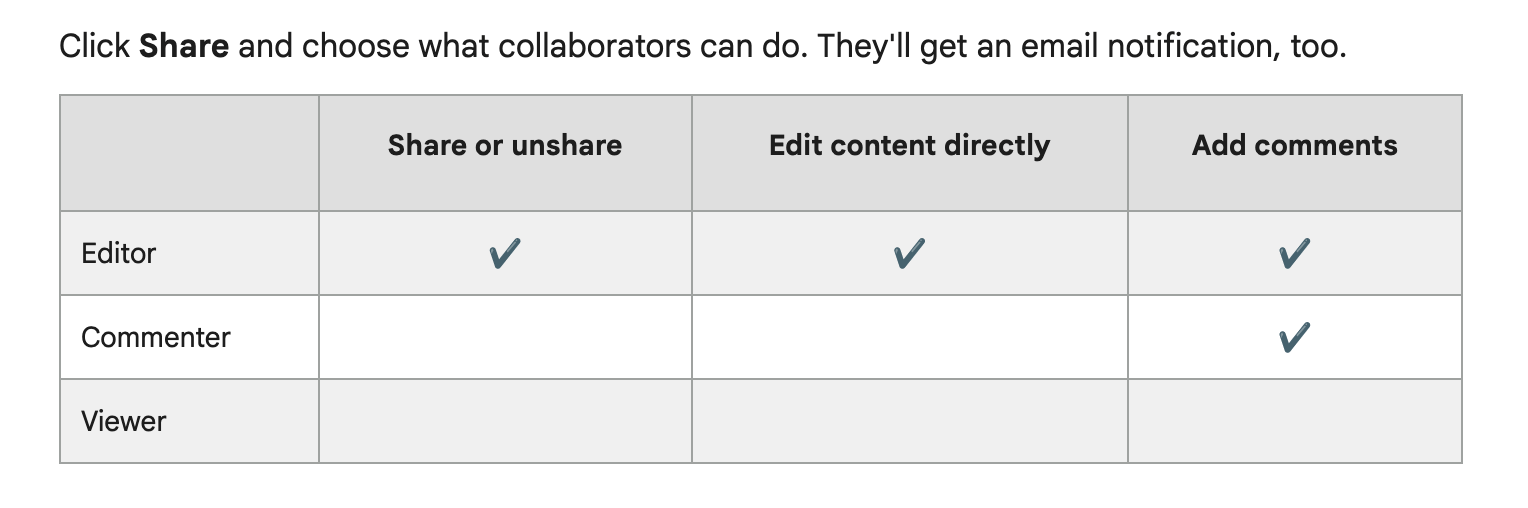 Click Share and choose what collaborators can do. They'll get an email notification, too.
Share or unshare Edit content directly Add comments
Editor ✔ ✔ ✔
Commenter ✔
Viewer